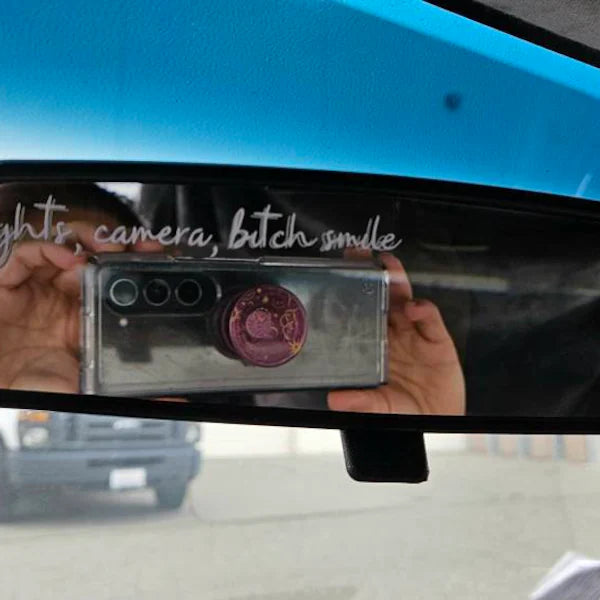 ghts, camera, bitch smile